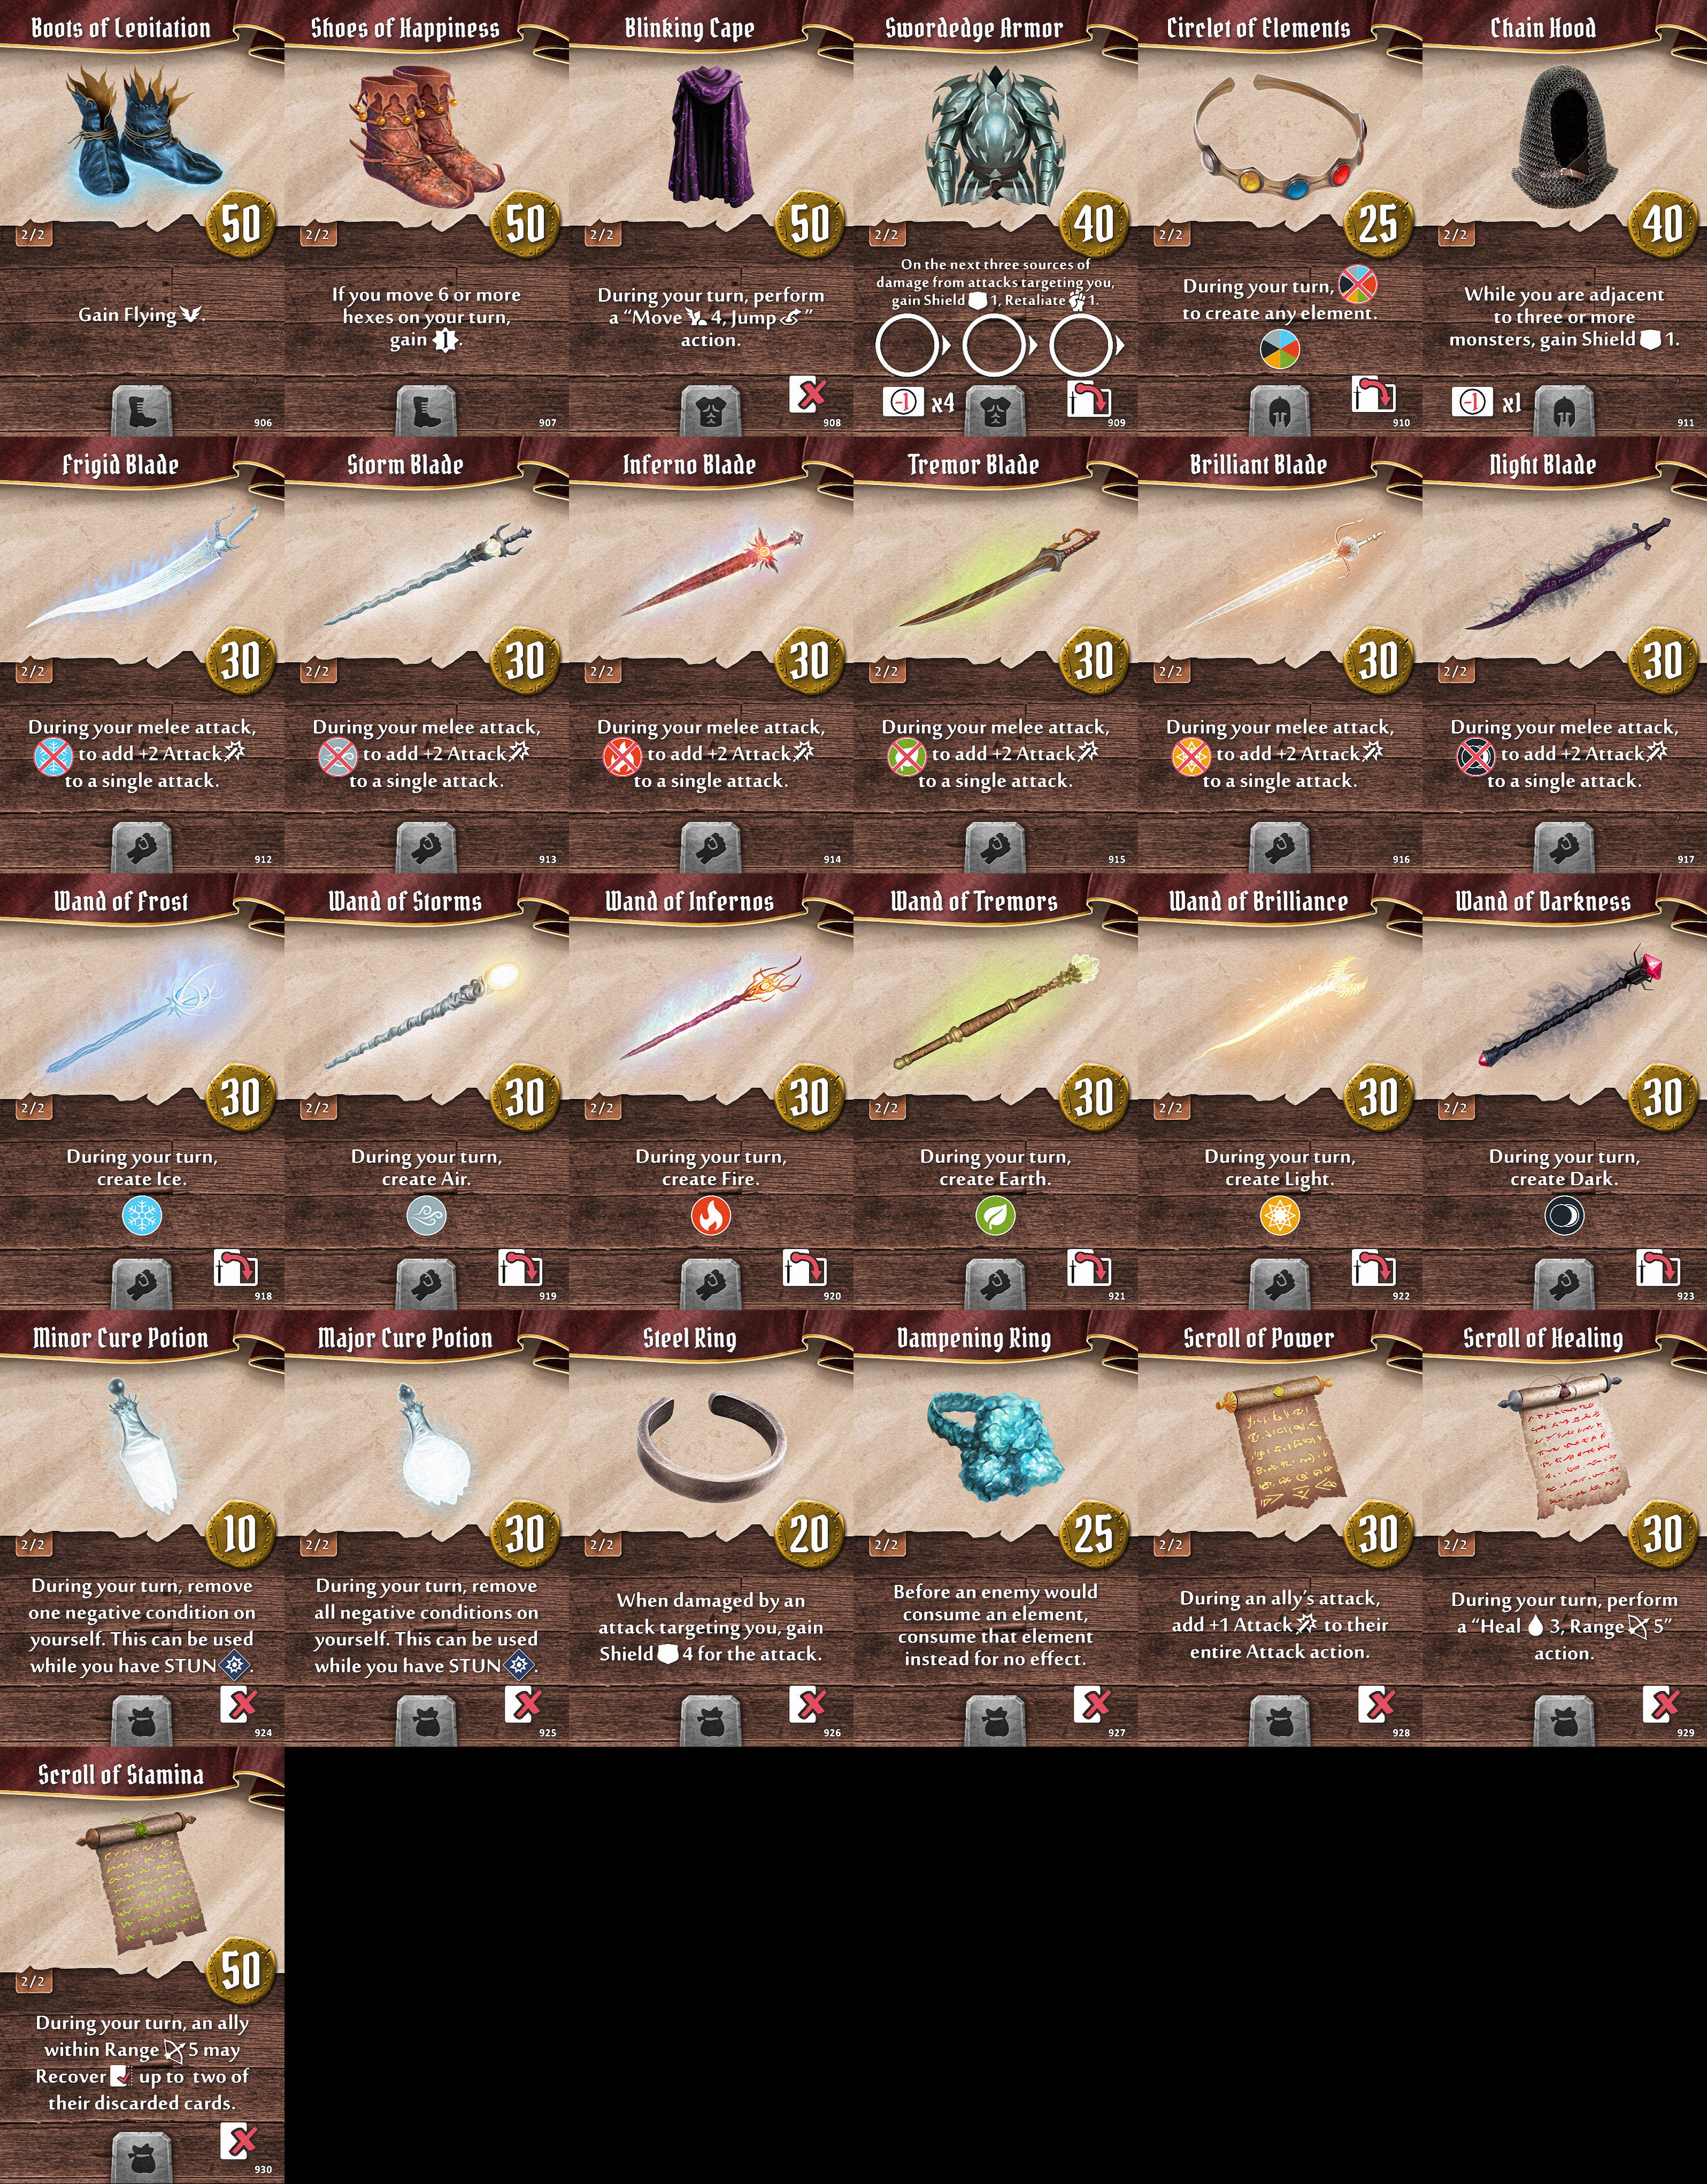 Boots of Levitation
50
2/2
Gain Flying.
906
Shoes of Happiness
50
2/2
If you move 6 or more
hexes on your turn,
gain 1.
907
Blinking Cape
50
2/2
During your turn, perform
a “Move 4, Jump ”
action.
908
Swordedge Armor
40
2/2
On the next three sources of
damage from attacks targeting you,
gain Shield 1, Retaliate 1.
-1 x4
909
Circlet of Elements
25
2/2
During your turn,
to create any element.
910
Chain Hood
40
2/2
While you are adjacent
to three or more
monsters, gain Shield 1.
-1 x1
911
Frigid Blade
30
2/2
During your melee attack,
to add +2 Attack
to a single attack.
912
Storm Blade
30
2/2
During your melee attack,
to add +2 Attack
to a single attack.
913
Inferno Blade
30
2/2
During your melee attack,
to add +2 Attack
to a single attack.
914
Tremor Blade
30
2/2
During your melee attack,
to add +2 Attack
to a single attack.
915
Brilliant Blade
30
2/2
During your melee attack,
to add +2 Attack
to a single attack.
916
Night Blade
30
2/2
During your melee attack,
to add +2 Attack
to a single attack.
917
Wand of Frost
30
2/2
During your turn,
create Ice.
918
Wand of Storms
30
2/2
During your turn,
create Air.
919
Wand of Infernos
30
2/2
During your turn,
create Fire.
920
Wand of Tremors
30
2/2
During your turn,
create Earth.
921
Wand of Brilliance
30
2/2
During your turn,
create Light.
922
Wand of Darkness
30
2/2
During your turn,
create Dark.
923
Minor Cure Potion
10
2/2
During your turn, remove
one negative condition on
yourself. This can be used
while you have STUN.
924
Major Cure Potion
30
2/2
During your turn, remove
all negative conditions on
yourself. This can be used
while you have STUN.
925
Steel Ring
20
2/2
When damaged by an
attack targeting you, gain
Shield 4 for the attack.
926
Dampening Ring
25
2/2
Before an enemy would
consume an element,
consume that element
instead for no effect.
927
Scroll of Power
30
2/2
During an ally’s attack,
add +1 Attack to their
entire Attack action.
928
Scroll of Healing
30
2/2
During your turn, perform
a “Heal 3, Range 5”
action.
929
Scroll of Stamina
50
2/2
During your turn, an ally
within Range 5 may
Recover up to two of
their discarded cards.
930